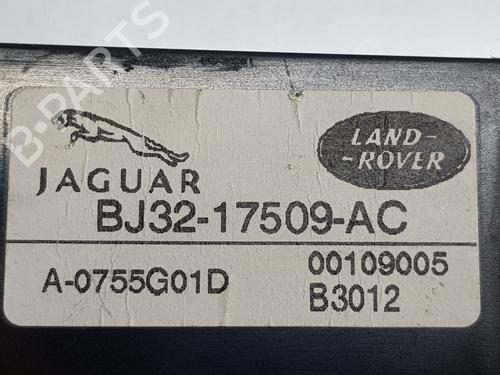 B-PARTS
JAGUAR
LAND-
-ROVER
BJ32-17509-AC
A-0755G01D
00109005
B3012